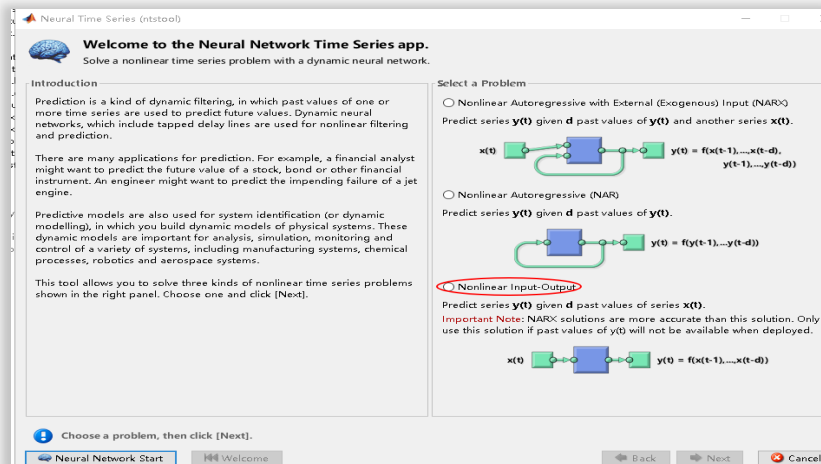 Neural Time Series (ntstool)
Welcome to the Neural Network Time Series app.
Solve a nonlinear time series problem with a dynamic neural network.
Introduction
Prediction is a kind of dynamic filtering, in which past values of one or
more time series are used to predict future values. Dynamic neural
networks, which include tapped delay lines are used for nonlinear filtering
and prediction.
There are many applications for prediction. For example, a financial analyst
might want to predict the future value of a stock, bond or other financial
instrument. An engineer might want to predict the impending failure of a jet
engine.
Predictive models are also used for system identification (or dynamic
modelling), in which you build dynamic models of physical systems. These
dynamic models are important for analysis, simulation, monitoring and
control of a variety of systems, including manufacturing systems, chemical
processes, robotics and aerospace systems.
This tool allows you to solve three kinds of nonlinear time series problems
shown in the right panel. Choose one and click [Next].
Select a Problem
Nonlinear Autoregressive with External (Exogenous) Input (NARX)
Predict series y(t) given d past values of y(t) and another series x(t).
x(t)
y(t) = f(x(t-1),...,x(t-d),
y(t-1),...,y(t-d))
Nonlinear Autoregressive (NAR)
Predict series y(t) given d past values of y(t).
y(t) = f(y(t-1),...y(t-d))
Nonlinear Input-Output
Predict series y(t) given d past values of series x(t).
Important Note: NARX solutions are more accurate than this solution. Only
use this solution if past values of y(t) will not be available when deployed.
x(t)
y(t) = f(x(t-1),...,x(t-d))
Choose a problem, then click [Next].
Neural Network Start
Welcome
Back
Next
Cancel